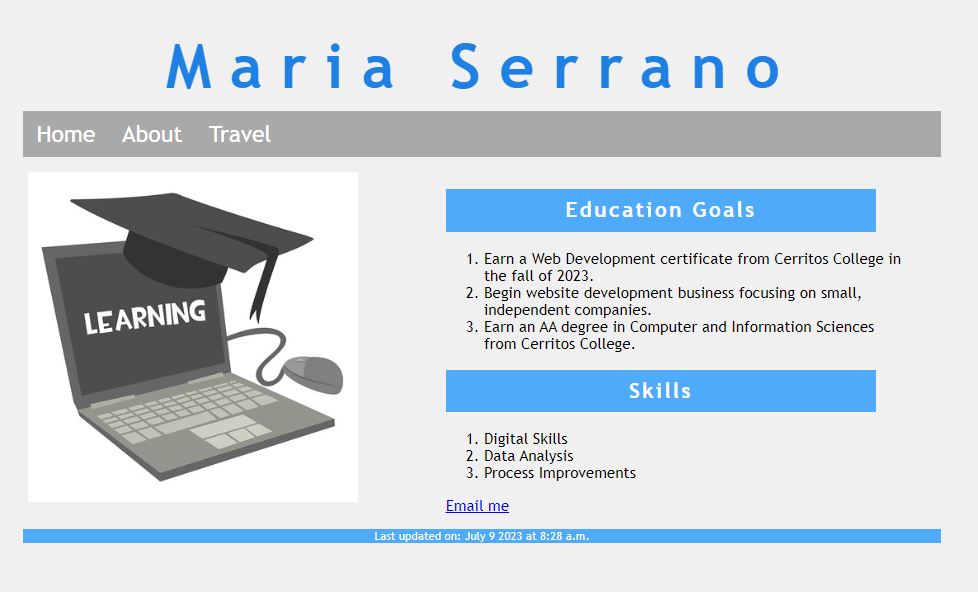 Maria Serrano
Home About Travel
LEARNING
Education Goals
1. Earn a Web Development certificate from Cerritos College in
the fall of 2023.
2. Begin website development business focusing on small,
independent companies.
3. Earn an AA degree in Computer and Information Sciences
from Cerritos College.
Skills
1. Digital Skills
2. Data Analysis
3. Process Improvements
Email me
Last updated on: July 9 2023 at 8:28 a.m.